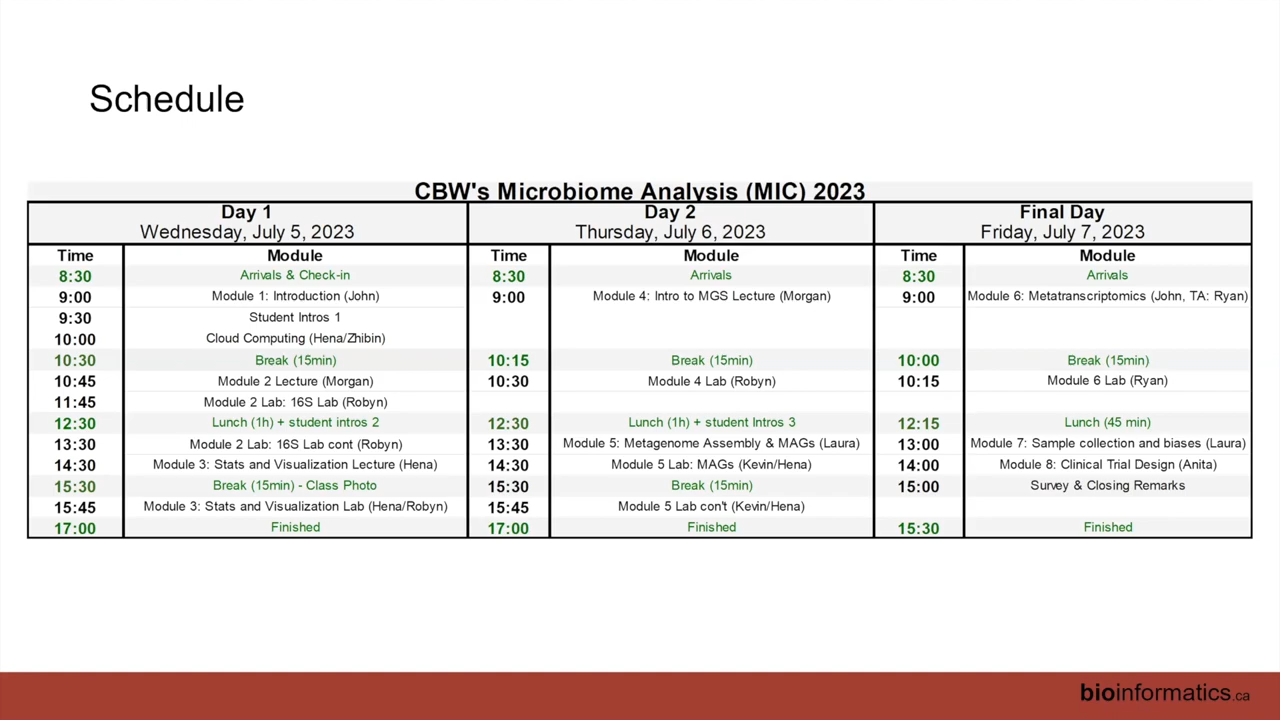 Schedule
CBW's Microbiome Analysis (MIC) 2023
Day 1 Day 2 Final Day
Wednesday, July 5, 2023 Thursday, July 6, 2023 Friday, July 7, 2023
Time Module Time Module Time Module
8:30 Arrivals & Check-in 8:30 Arrivals 8:30 Arrivals
9:00 Module 1: Introduction (John) 9:00 Module 4: Intro to MGS Lecture (Morgan) 9:00 Module 6: Metatranscriptomics (John, TA: Ryan)
9:30 Student Intros 1
10:00 Cloud Computing (Hena/Zhibin)
10:30 Break (15min) 10:15 Break (15min) 10:00 Break (15min)
10:45 Module 2 Lecture (Morgan) 10:30 Module 4 Lab (Robyn) 10:15 Module 6 Lab (Ryan)
11:45 Module 2 Lab: 16S Lab (Robyn)
12:30 Lunch (1h) + student intros 2 12:30 Lunch (1h) + student Intros 3 12:15 Lunch (45 min)
13:30 Module 2 Lab: 16S Lab cont (Robyn) 13:30 Module 5: Metagenome Assembly & MAGs (Laura) 13:00 Module 7: Sample collection and biases (Laura)
14:30 Module 3: Stats and Visualization Lecture (Hena) 14:30 Module 5 Lab: MAGs (Kevin/Hena) 14:00 Module 8: Clinical Trial Design (Anita)
15:30 Break (15min) - Class Photo 15:30 Break (15min) 15:00 Survey & Closing Remarks
15:45 Module 3: Stats and Visualization Lab (Hena/Robyn) 15:45 Module 5 Lab con't (Kevin/Hena)
17:00 Finished 17:00 Finished 15:30 Finished
bioinformatics.ca